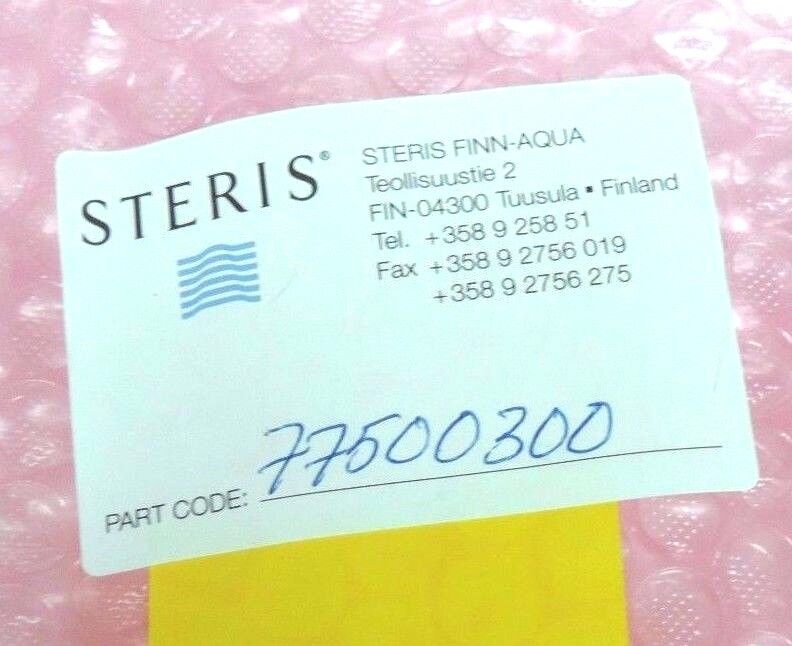 STERIS®
STERIS FINN-AQUA
Teollisuustie 2
FIN-04300 Tuusula • Finland
Tel. +358 9 258 51
Fax +358 9 2756 019
+358 9 2756 275
PART CODE: 77500300